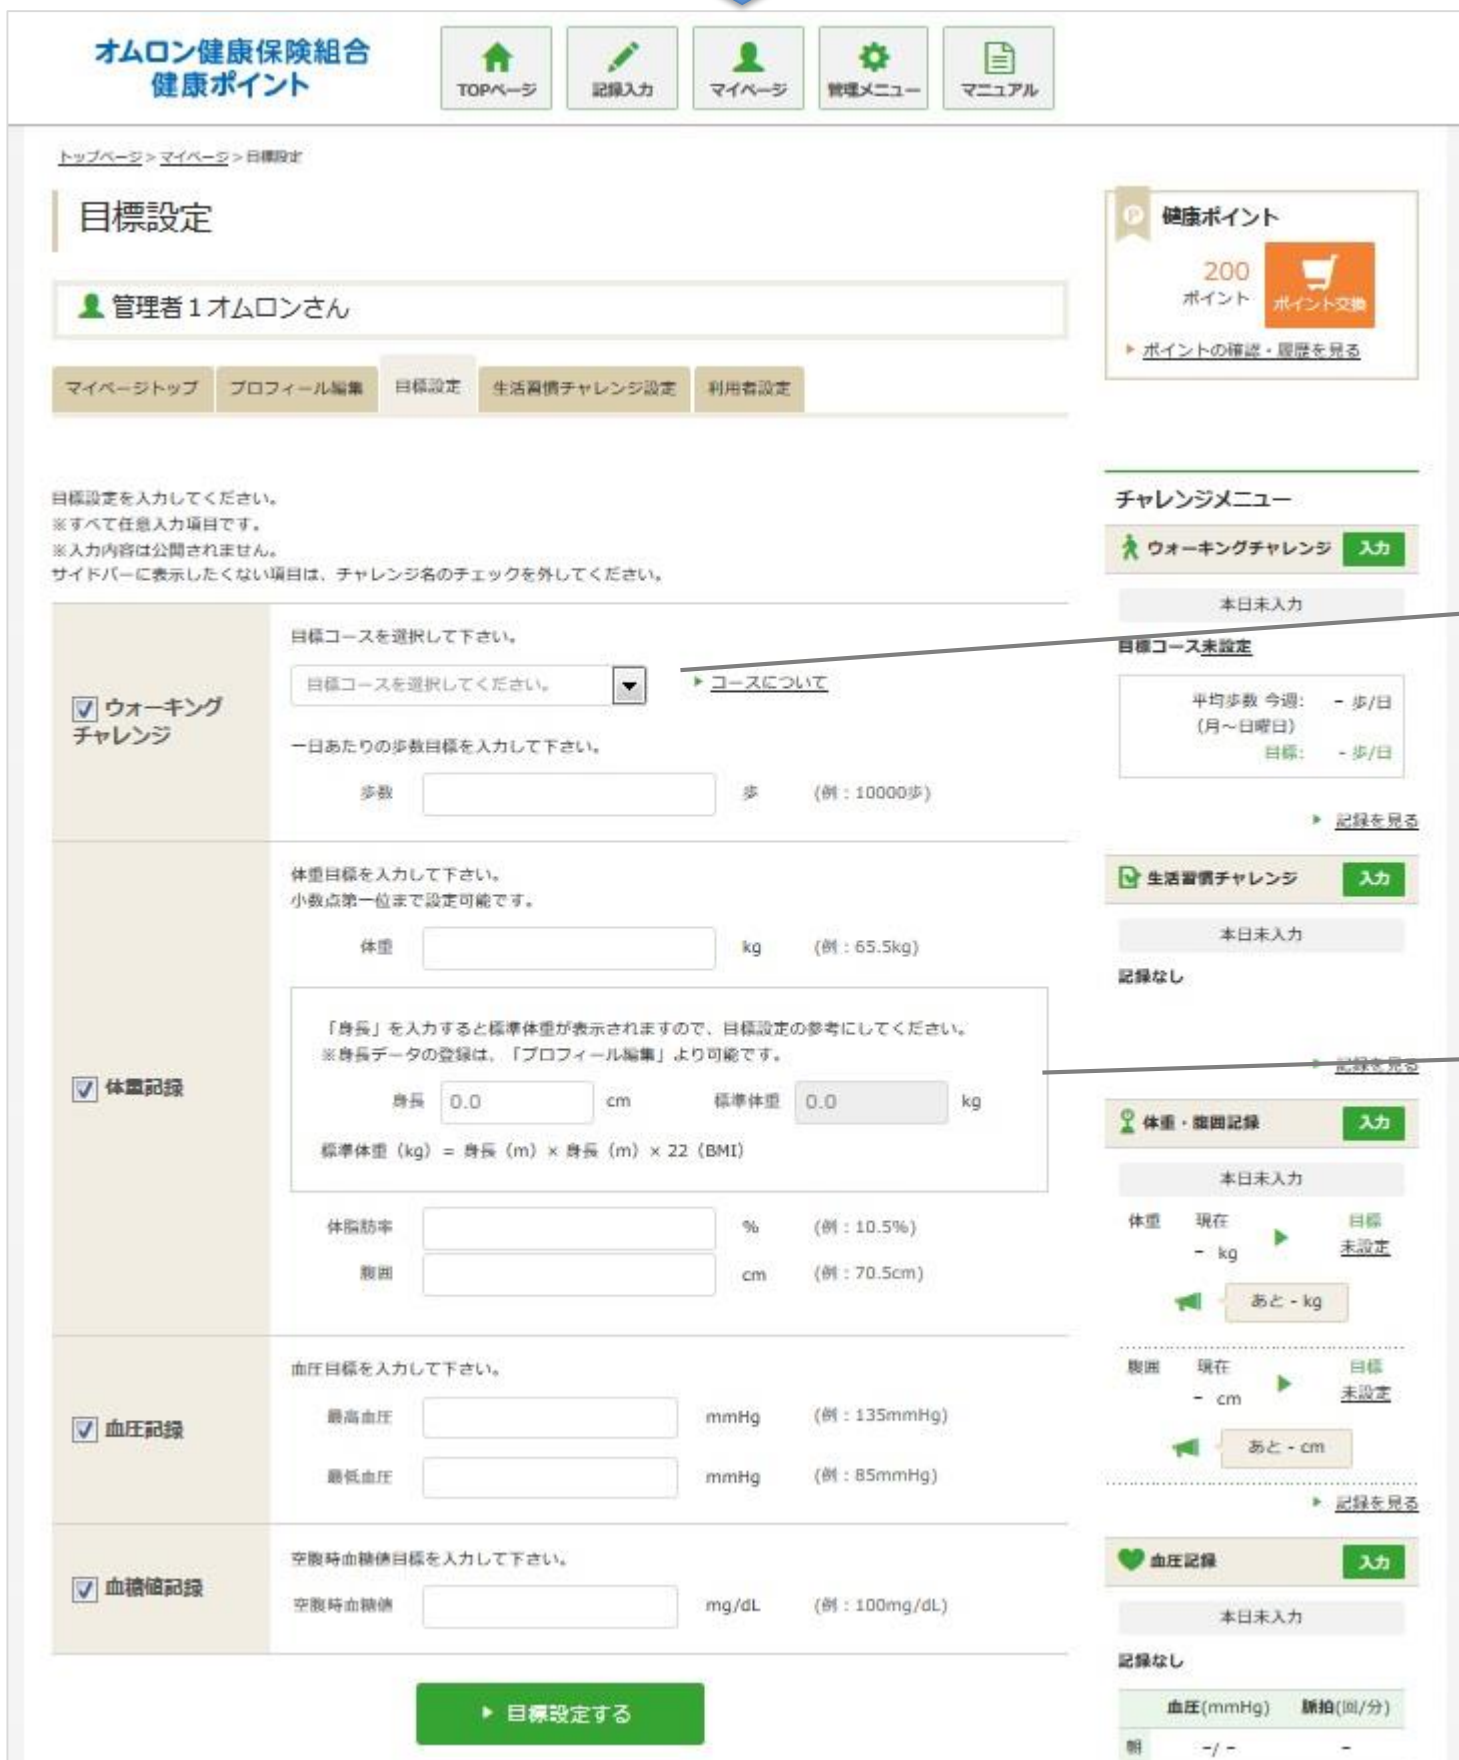 オムロン健康保険組合
健康ポイント
TOPページ
記録入力
マイページ
管理メニュー
マニュアル
トップページ > マイページ > 目標設定
目標設定
管理者1オムロンさん
マイページトップ
プロフィール編集
目標設定
生活習慣チャレンジ設定
利用者設定
目標設定を入力してください。
※すべて任意入力項目です。
※入力内容は公開されません。
サイドバーに表示したくない項目は、チャレンジ名のチェックを外してください。
ウォーキング
チャレンジ
目標コースを選択して下さい。
目標コースを選択してください。
コースについて
一日あたりの歩数目標を入力して下さい。
歩数 歩 (例：10000歩)
体重記録
体重目標を入力して下さい。
小数点第一位まで設定可能です。
体重 kg (例：65.5kg)
「身長」を入力すると標準体重が表示されますので、目標設定の参考にしてください。
※身長データの登録は、「プロフィール編集」より可能です。
身長 0.0 cm 標準体重 0.0 kg
標準体重（kg）= 身長（m）× 身長（m）× 22（BMI）
体脂肪率 % (例：10.5%)
腹囲 cm (例：70.5cm)
血圧記録
血圧目標を入力して下さい。
最高血圧 mmHg (例：135mmHg)
最低血圧 mmHg (例：85mmHg)
血糖値記録
空腹時血糖値目標を入力して下さい。
空腹時血糖値 mg/dL (例：100mg/dL)
目標設定する
P 健康ポイント
200
ポイント
ポイント交換
ポイントの確認・履歴を見る
チャレンジメニュー
ウォーキングチャレンジ 入力
本日未入力
目標コース未設定
平均歩数 今週: - 歩/日
(月～日曜日)
目標: - 歩/日
記録を見る
生活習慣チャレンジ 入力
本日未入力
記録なし
記録を見る
体重・腹囲記録 入力
本日未入力
体重 現在 目標
- kg 未設定
あと - kg
腹囲 現在 目標
- cm 未設定
あと - cm
記録を見る
血圧記録 入力
本日未入力
記録なし
血圧(mmHg) 脈拍(回/分)
朝 -/ - -